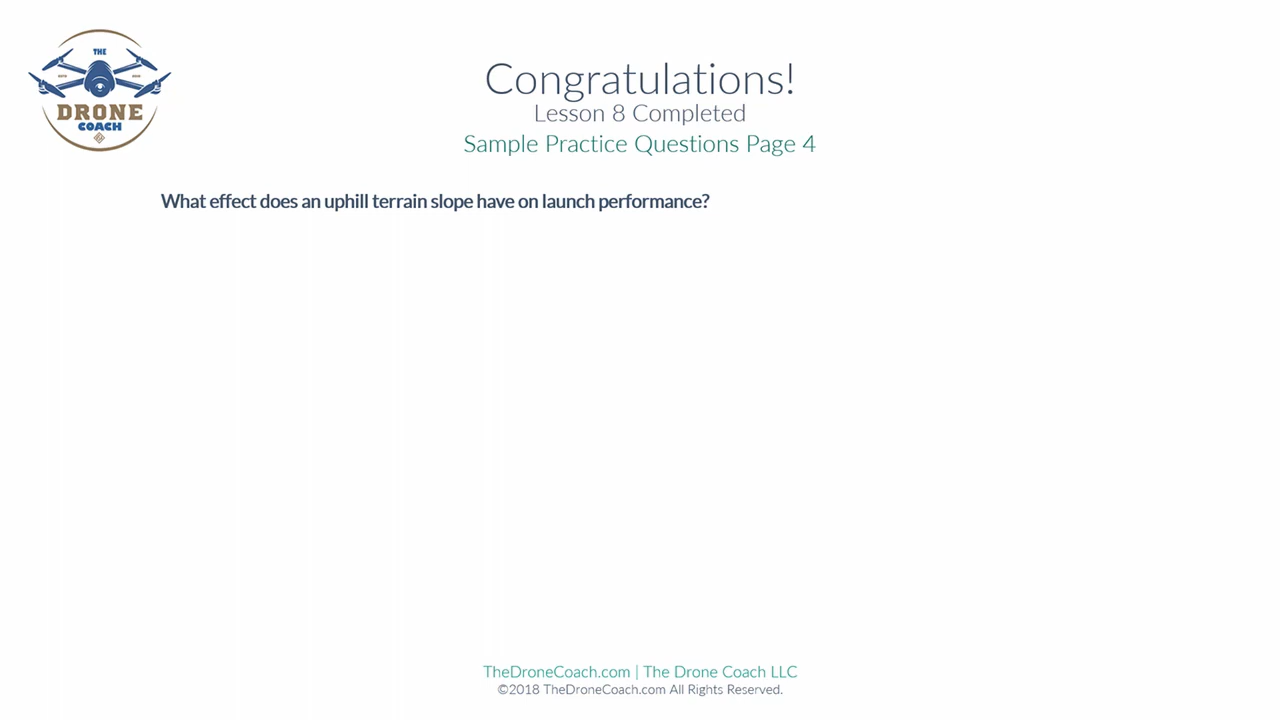 THE
DRONE
COACH
Congratulations!
Lesson 8 Completed
Sample Practice Questions Page 4
What effect does an uphill terrain slope have on launch performance?
TheDroneCoach.com | The Drone Coach LLC
©2018 TheDroneCoach.com All Rights Reserved.